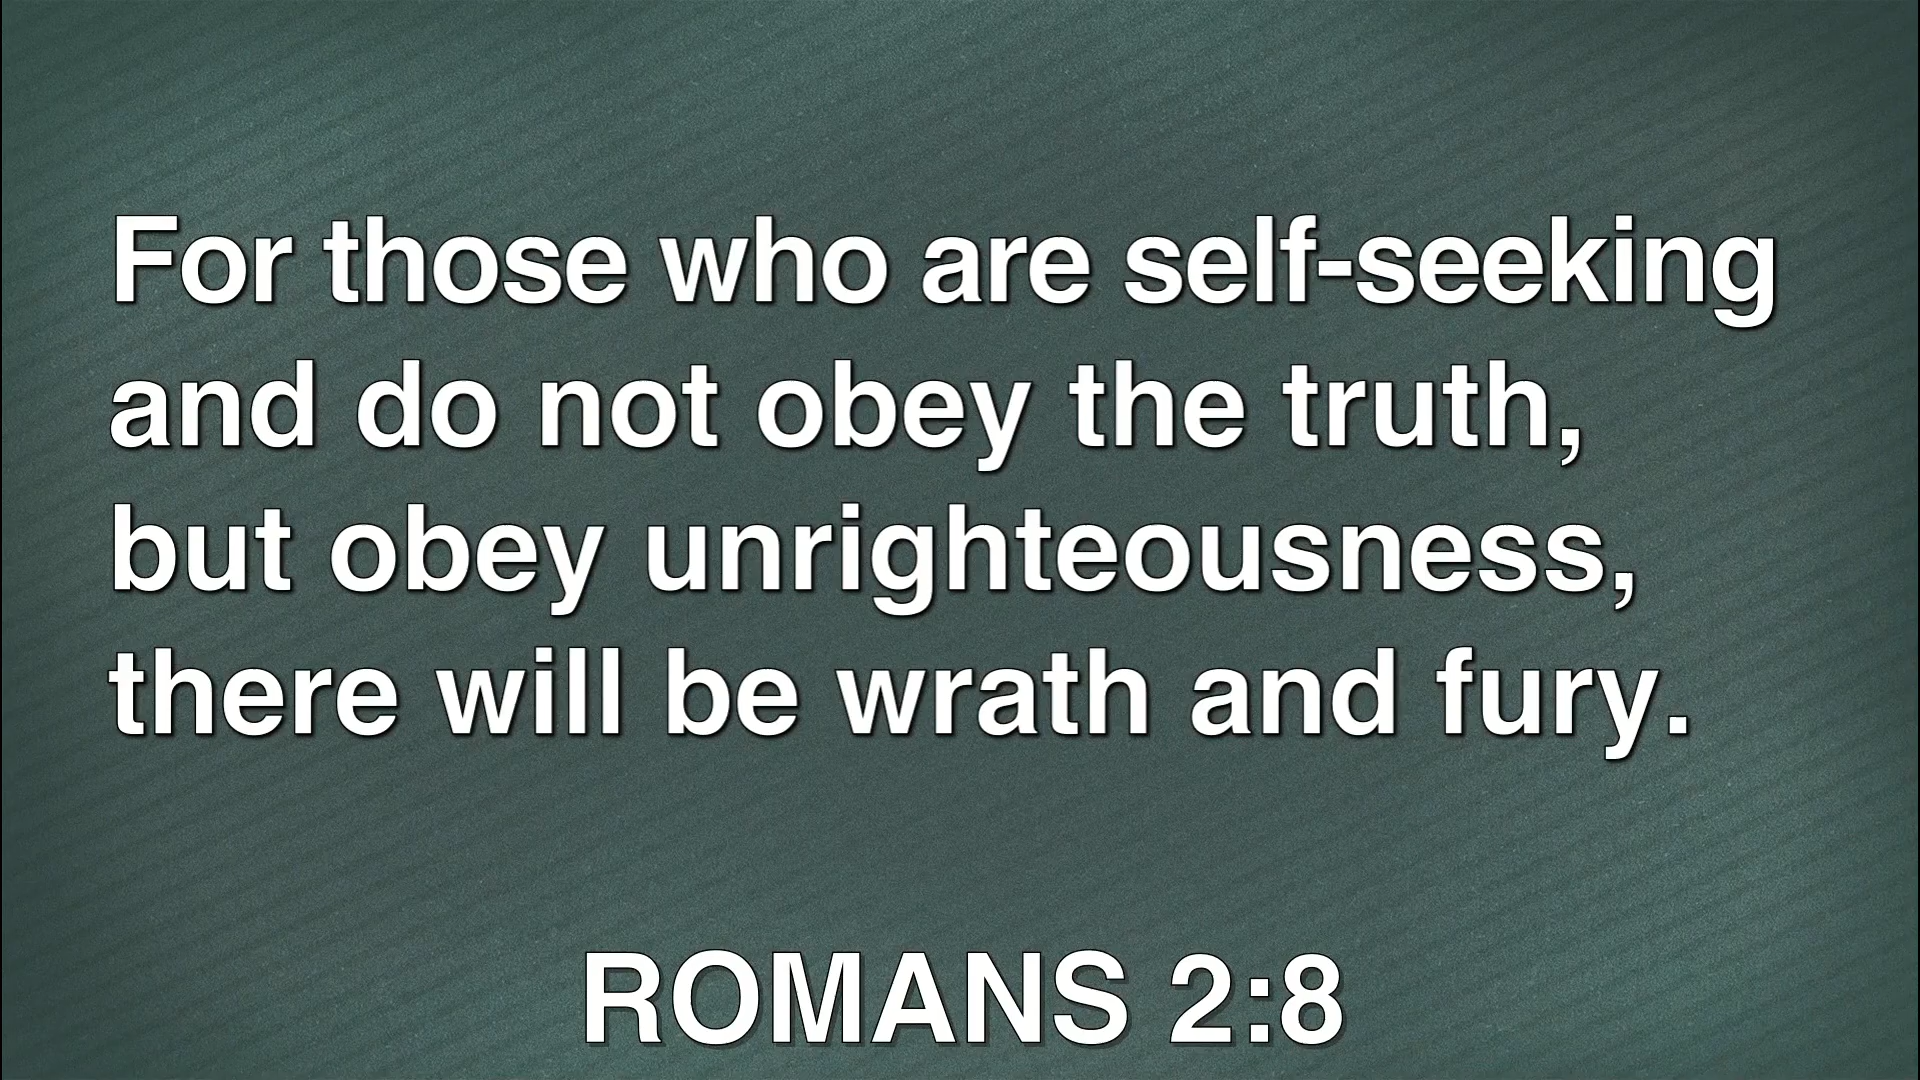 For those who are self-seeking
and do not obey the truth,
but obey unrighteousness,
there will be wrath and fury.
ROMANS 2:8